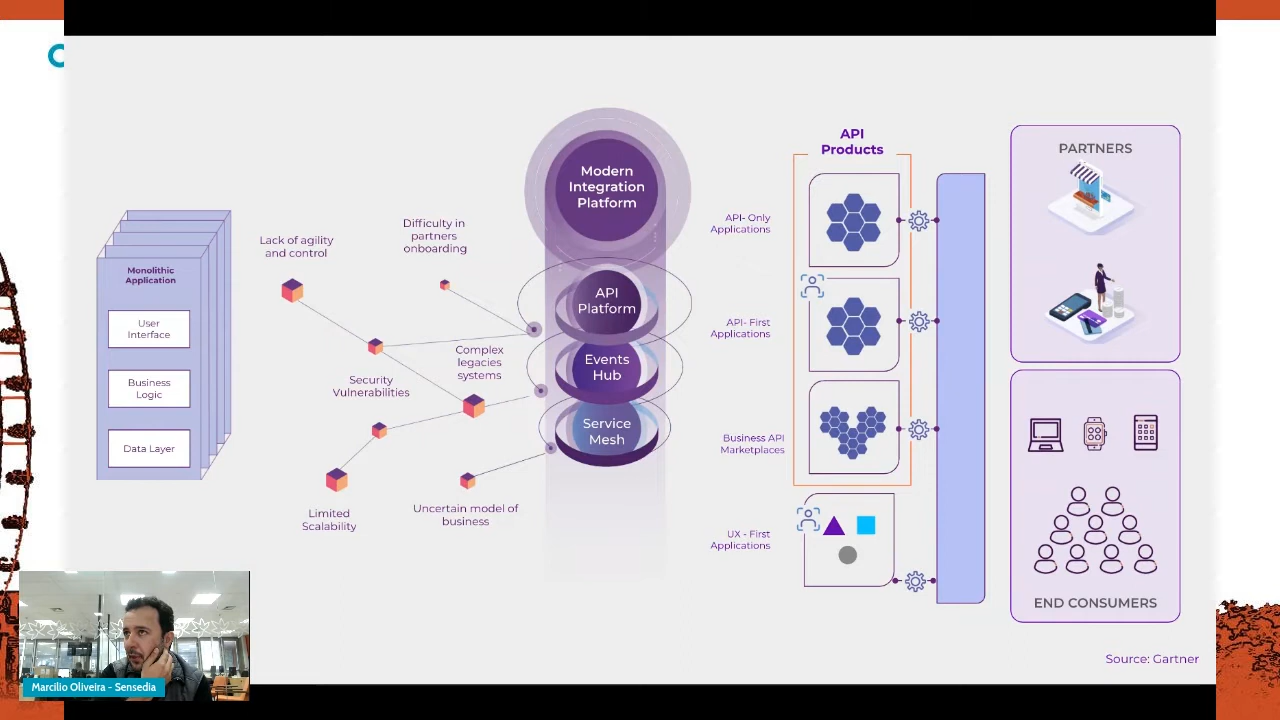 Monolithic
Application
User
Interface
Business
Logic
Data Layer
Lack of agility
and control
Difficulty in
partners
onboarding
Security
Vulnerabilities
Complex
legacies
systems
Limited
Scalability
Uncertain model of
business
Modern
Integration
Platform
API
Platform
Events
Hub
Service
Mesh
API
Products
API- Only
Applications
API- First
Applications
Business API
Marketplaces
UX - First
Applications
PARTNERS
END CONSUMERS
Source: Gartner
Marcilio Oliveira - Sensedia